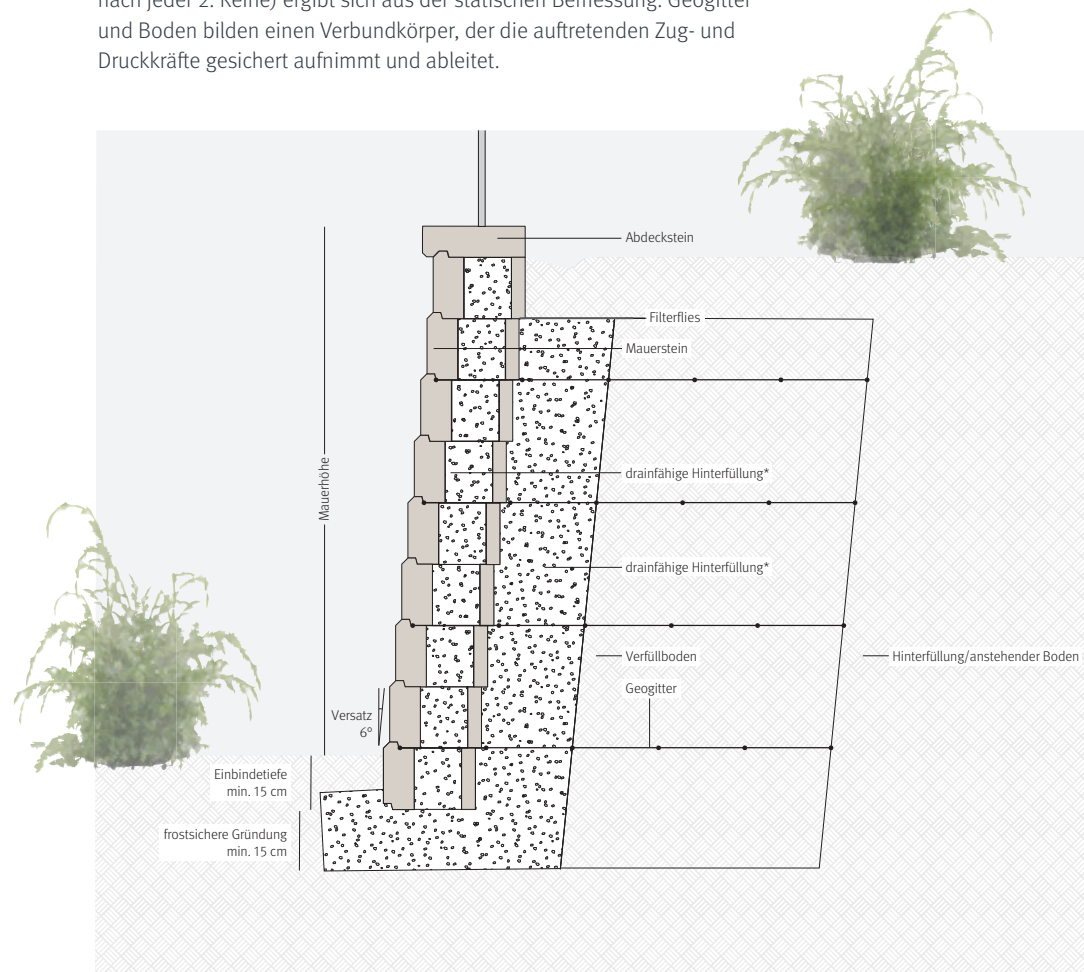 nach jeder 2. Reihe) ergibt sich aus der statischen Bemessung. Geogitter
und Boden bilden einen Verbundkörper, der die auftretenden Zug- und
Druckkräfte gesichert aufnimmt und ableitet.
Abdeckstein
Filterflies
Mauerstein
Mauerhöhe
drainfähige Hinterfüllung*
drainfähige Hinterfüllung*
Verfüllboden
Hinterfüllung/anstehender Boden
Geogitter
Versatz
6°
Einbindetiefe
min. 15 cm
frostsichere Gründung
min. 15 cm